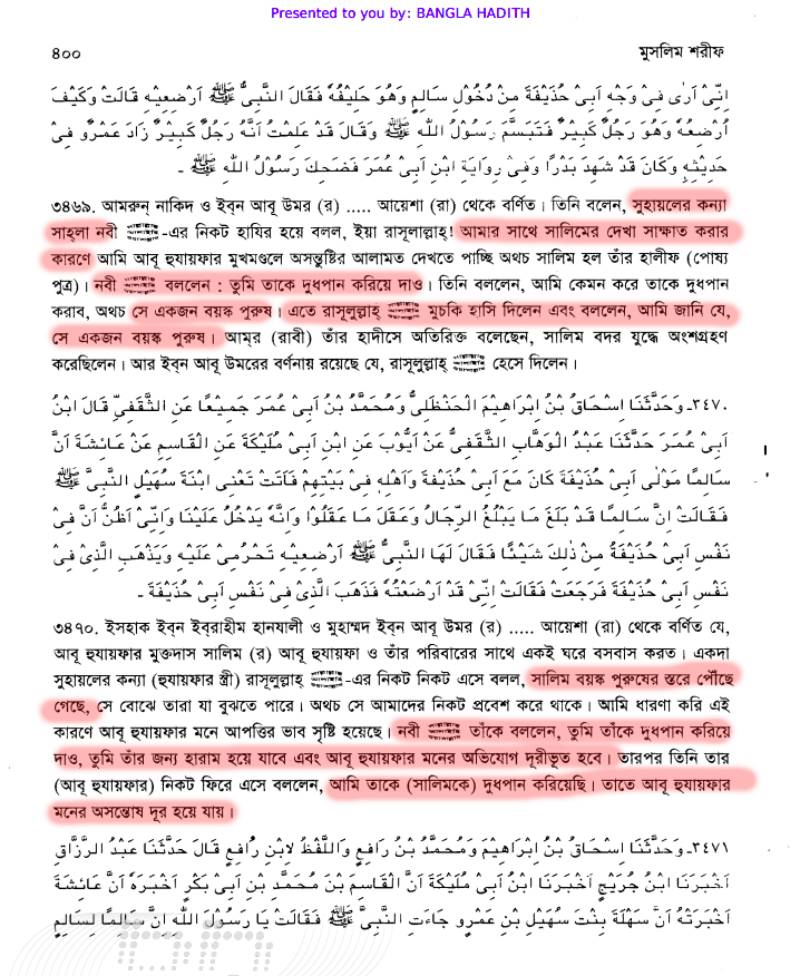 Presented to you by: BANGLA HADITH
৪০০ মুসলিম শরীফ
اِنِّىْ اَرٰى فِىْ وَجْهِ اَبِىْ حُذَيْفَةَ مِنْ دُخُوْلِ سَالِمٍ وَهُوَ حَلِيْفُهٗ فَقَالَ النَّبِىُّ ﷺ اَرْضِعِيْهِ قَالَتْ وَكَيْفَ
اُرْضِعُهٗ وَهُوَ رَجُلٌ كَبِيْرٌ فَتَبَسَّمَ رَسُوْلُ اللّٰهِ ﷺ وَقَالَ قَدْ عَلِمْتُ اَنَّهٗ رَجُلٌ كَبِيْرٌ زَادَ عَمْرٌو فِىْ
حَدِيْثِهٖ وَكَانَ قَدْ شَهِدَ بَدْرًا وَفِىْ رِوَايَةِ ابْنِ اَبِىْ عُمَرَ فَضَحِكَ رَسُوْلُ اللّٰهِ ﷺ ـ
৩৪৬৯. আমরুন্ নাকিদ ও ইব্ন আবূ উমর (র) ..... আয়েশা (রা) থেকে বর্ণিত। তিনি বলেন, সুহায়লের কন্যা
সাহ্‌লা নবী ﷺ-এর নিকট হাযির হয়ে বলল, ইয়া রাসূলাল্লাহ্! আমার সাথে সালিমের দেখা সাক্ষাত করার
কারণে আমি আবূ হুযায়ফার মুখমণ্ডলে অসন্তুষ্টির আলামত দেখতে পাচ্ছি অথচ সালিম হল তাঁর হালীফ (পোষ্য
পুত্র)। নবী ﷺ বললেন : তুমি তাকে দুধপান করিয়ে দাও। তিনি বললেন, আমি কেমন করে তাকে দুধপান
করাব, অথচ সে একজন বয়স্ক পুরুষ। এতে রাসূলুল্লাহ্ ﷺ মুচকি হাসি দিলেন এবং বললেন, আমি জানি যে,
সে একজন বয়স্ক পুরুষ। আম্‌র (রাবী) তাঁর হাদীসে অতিরিক্ত বলেছেন, সালিম বদর যুদ্ধে অংশগ্রহণ
করেছিলেন। আর ইব্ন আবূ উমরের বর্ণনায় রয়েছে যে, রাসূলুল্লাহ্ ﷺ হেসে দিলেন।
٣٤٧٠ـ وَحَدَّثَنَا اِسْحَاقُ بْنُ اِبْرَاهِيْمَ الْحَنْظَلِىُّ وَمُحَمَّدُ بْنُ اَبِىْ عُمَرَ جَمِيْعًا عَنِ الثَّقَفِىِّ قَالَ ابْنُ
اَبِىْ عُمَرَ حَدَّثَنَا عَبْدُ الْوَهَّابِ الثَّقَفِىُّ عَنْ اَيُّوْبَ عَنِ ابْنِ اَبِىْ مُلَيْكَةَ عَنِ الْقَاسِمِ عَنْ عَائِشَةَ اَنَّ
سَالِمًا مَوْلٰى اَبِىْ حُذَيْفَةَ كَانَ مَعَ اَبِىْ حُذَيْفَةَ وَاَهْلِهِ فِىْ بَيْتِهِمْ فَاَتَتْ تَعْنِى ابْنَةَ سُهَيْلٍ النَّبِىَّ ﷺ
فَقَالَتْ اِنَّ سَالِمًا قَدْ بَلَغَ مَا يَبْلُغُ الرِّجَالُ وَعَقَلَ مَا عَقَلُوْا وَاِنَّهٗ يَدْخُلُ عَلَيْنَا وَاِنِّىْ اَظُنُّ اَنَّ فِىْ
نَفْسِ اَبِىْ حُذَيْفَةَ مِنْ ذٰلِكَ شَيْئًا فَقَالَ لَهَا النَّبِىُّ ﷺ اَرْضِعِيْهِ تَحْرُمِىْ عَلَيْهِ وَيَذْهَبِ الَّذِىْ فِىْ
نَفْسِ اَبِىْ حُذَيْفَةَ فَرَجَعَتْ فَقَالَتْ اِنِّىْ قَدْ اَرْضَعْتُهٗ فَذَهَبَ الَّذِىْ فِىْ نَفْسِ اَبِىْ حُذَيْفَةَ ـ
৩৪৭০. ইসহাক ইব্ন ইবরাহীম হানযালী ও মুহাম্মদ ইব্ন আবূ উমর (র) ..... আয়েশা (রা) থেকে বর্ণিত যে,
আবূ হুযায়ফার মুক্তদাস সালিম (র) আবূ হুযায়ফা ও তাঁর পরিবারের সাথে একই ঘরে বসবাস করত। একদা
সুহায়লের কন্যা (হুযায়ফার স্ত্রী) রাসূলুল্লাহ্ ﷺ-এর নিকট নিকট এসে বলল, সালিম বয়স্ক পুরুষের স্তরে পৌঁছে
গেছে, সে বোঝে তারা যা বুঝতে পারে। অথচ সে আমাদের নিকট প্রবেশ করে থাকে। আমি ধারণা করি এই
কারণে আবূ হুযায়ফার মনে আপত্তির ভাব সৃষ্টি হয়েছে। নবী ﷺ তাঁকে বললেন, তুমি তাঁকে দুধপান করিয়ে
দাও, তুমি তাঁর জন্য হারাম হয়ে যাবে এবং আবূ হুযায়ফার মনের অভিযোগ দূরীভূত হবে। তারপর তিনি তার
(আবূ হুযায়ফার) নিকট ফিরে এসে বললেন, আমি তাকে (সালিমকে) দুধপান করিয়েছি। তাতে আবূ হুযায়ফার
মনের অসন্তোষ দূর হয়ে যায়।
٣٤٧١ـ وَحَدَّثَنَا اِسْحَاقُ بْنُ اِبْرَاهِيْمَ وَمُحَمَّدُ بْنُ رَافِعٍ وَاللَّفْظُ لِابْنِ رَافِعٍ قَالَ حَدَّثَنَا عَبْدُ الرَّزَّاقِ
اَخْبَرَنَا ابْنُ جُرَيْجٍ اَخْبَرَنَا ابْنُ اَبِىْ مُلَيْكَةَ اَنَّ الْقَاسِمَ بْنَ مُحَمَّدِ بْنِ اَبِىْ بَكْرٍ اَخْبَرَهٗ اَنَّ عَائِشَةَ
اَخْبَرَتْهُ اَنَّ سَهْلَةَ بِنْتَ سُهَيْلِ بْنِ عَمْرٍو جَاءَتِ النَّبِىَّ ﷺ فَقَالَتْ يَا رَسُوْلَ اللّٰهِ اِنَّ سَالِمًا لِسَالِمٍ